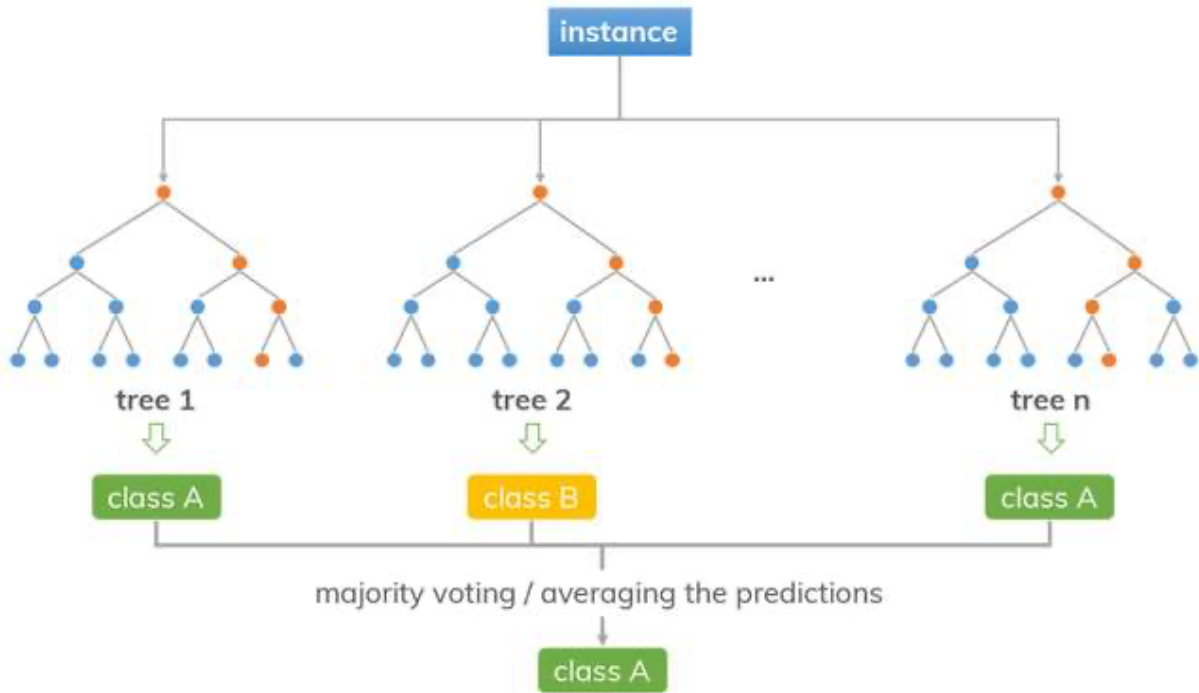 instance
...
tree 1
tree 2
tree n
class A
class B
class A
majority voting / averaging the predictions
class A